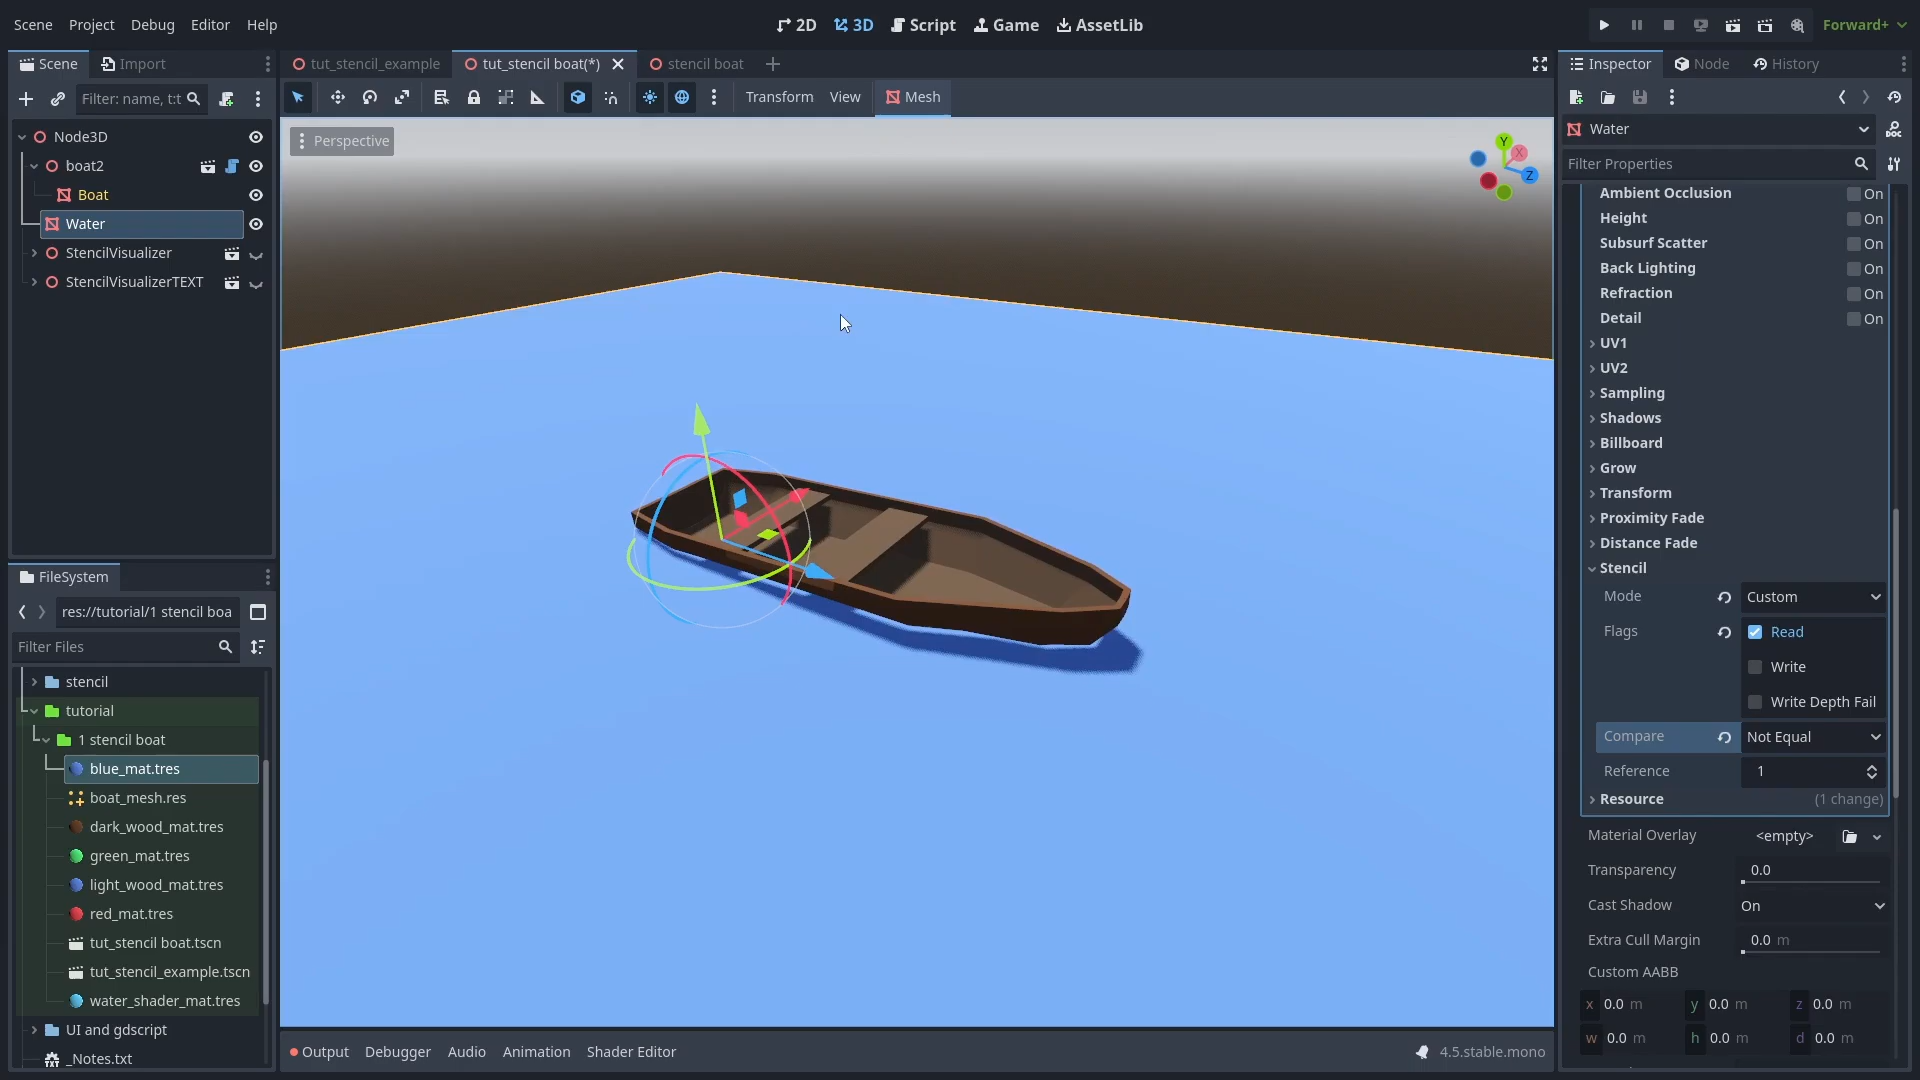 Scene Project Debug Editor Help
2D 3D Script Game AssetLib
Forward+
Scene Import
Filter: name, t:t
Node3D
boat2
Boat
Water
StencilVisualizer
StencilVisualizerTEXT
FileSystem
res://tutorial/1 stencil boa
Filter Files
stencil
tutorial
1 stencil boat
blue_mat.tres
boat_mesh.res
dark_wood_mat.tres
green_mat.tres
light_wood_mat.tres
red_mat.tres
tut_stencil boat.tscn
tut_stencil_example.tscn
water_shader_mat.tres
UI and gdscript
_Notes.txt
tut_stencil_example tut_stencil boat(*) stencil boat
Transform View Mesh
Perspective
Y
X
Z
Output Debugger Audio Animation Shader Editor 4.5.stable.mono
Inspector Node History
Water
DOC
Filter Properties
Ambient Occlusion On
Height On
Subsurf Scatter On
Back Lighting On
Refraction On
Detail On
UV1
UV2
Sampling
Shadows
Billboard
Grow
Transform
Proximity Fade
Distance Fade
Stencil
Mode Custom
Flags Read
Write
Write Depth Fail
Compare Not Equal
Reference 1
Resource (1 change)
Material Overlay <empty>
Transparency 0.0
Cast Shadow On
Extra Cull Margin 0.0 m
Custom AABB
x 0.0 m y 0.0 m z 0.0 m
w 0.0 m h 0.0 m d 0.0 m